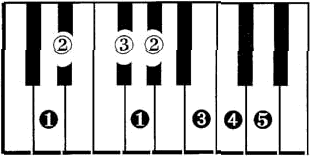 ② ③ ②
❶ ❶ ❸ ❹ ❺